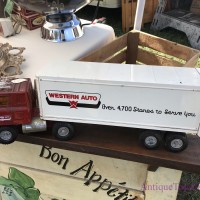 WESTERN AUTO
Over 4,700 Stores to Serve You
Bon Appétit